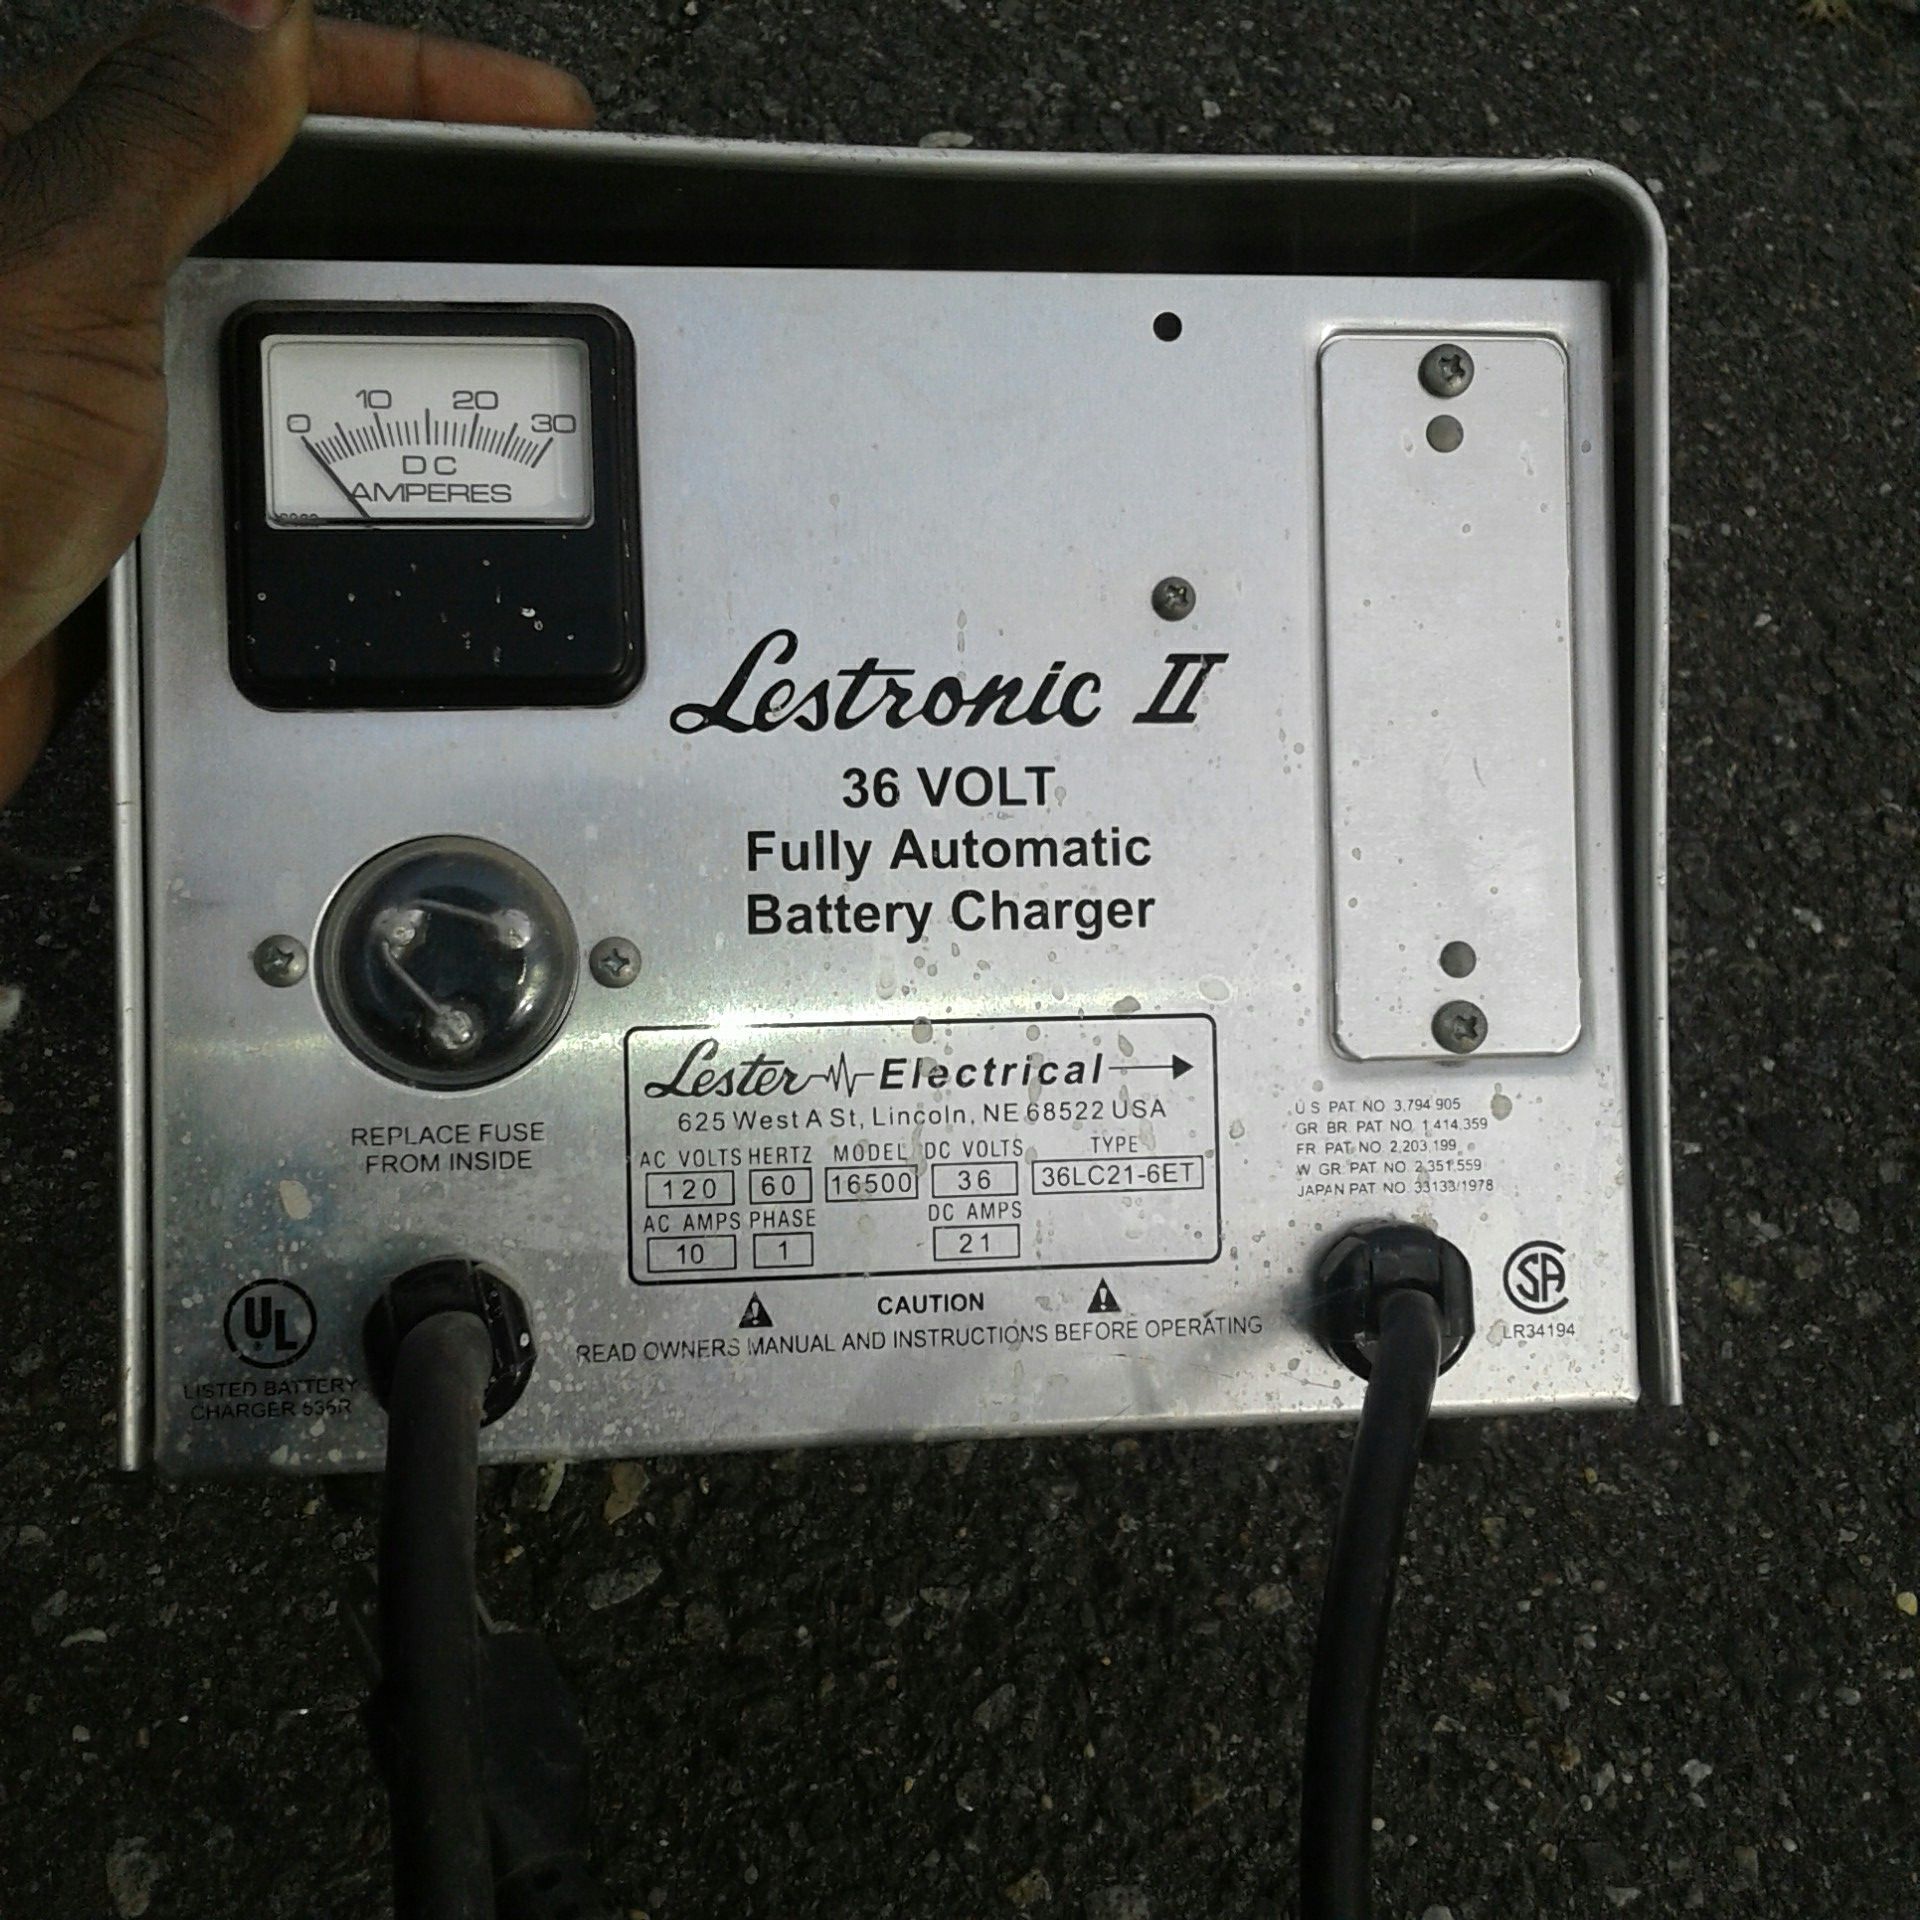 0 10 20 30
DC
AMPERES
Lestronic II
36 VOLT
Fully Automatic
Battery Charger
REPLACE FUSE
FROM INSIDE
Lester Electrical
625 West A St, Lincoln, NE 68522 USA
AC VOLTS HERTZ MODEL DC VOLTS TYPE
120 60 16500 36 36LC21-6ET
AC AMPS PHASE DC AMPS
10 1 21
U S PAT NO 3,794 905
GR BR PAT NO 1,414,359
FR PAT NO 2,203,199
W GR PAT NO 2,351,559
JAPAN PAT NO 33133/1978
CAUTION
READ OWNERS MANUAL AND INSTRUCTIONS BEFORE OPERATING
UL
LISTED BATTERY
CHARGER 536R
SA
LR34194